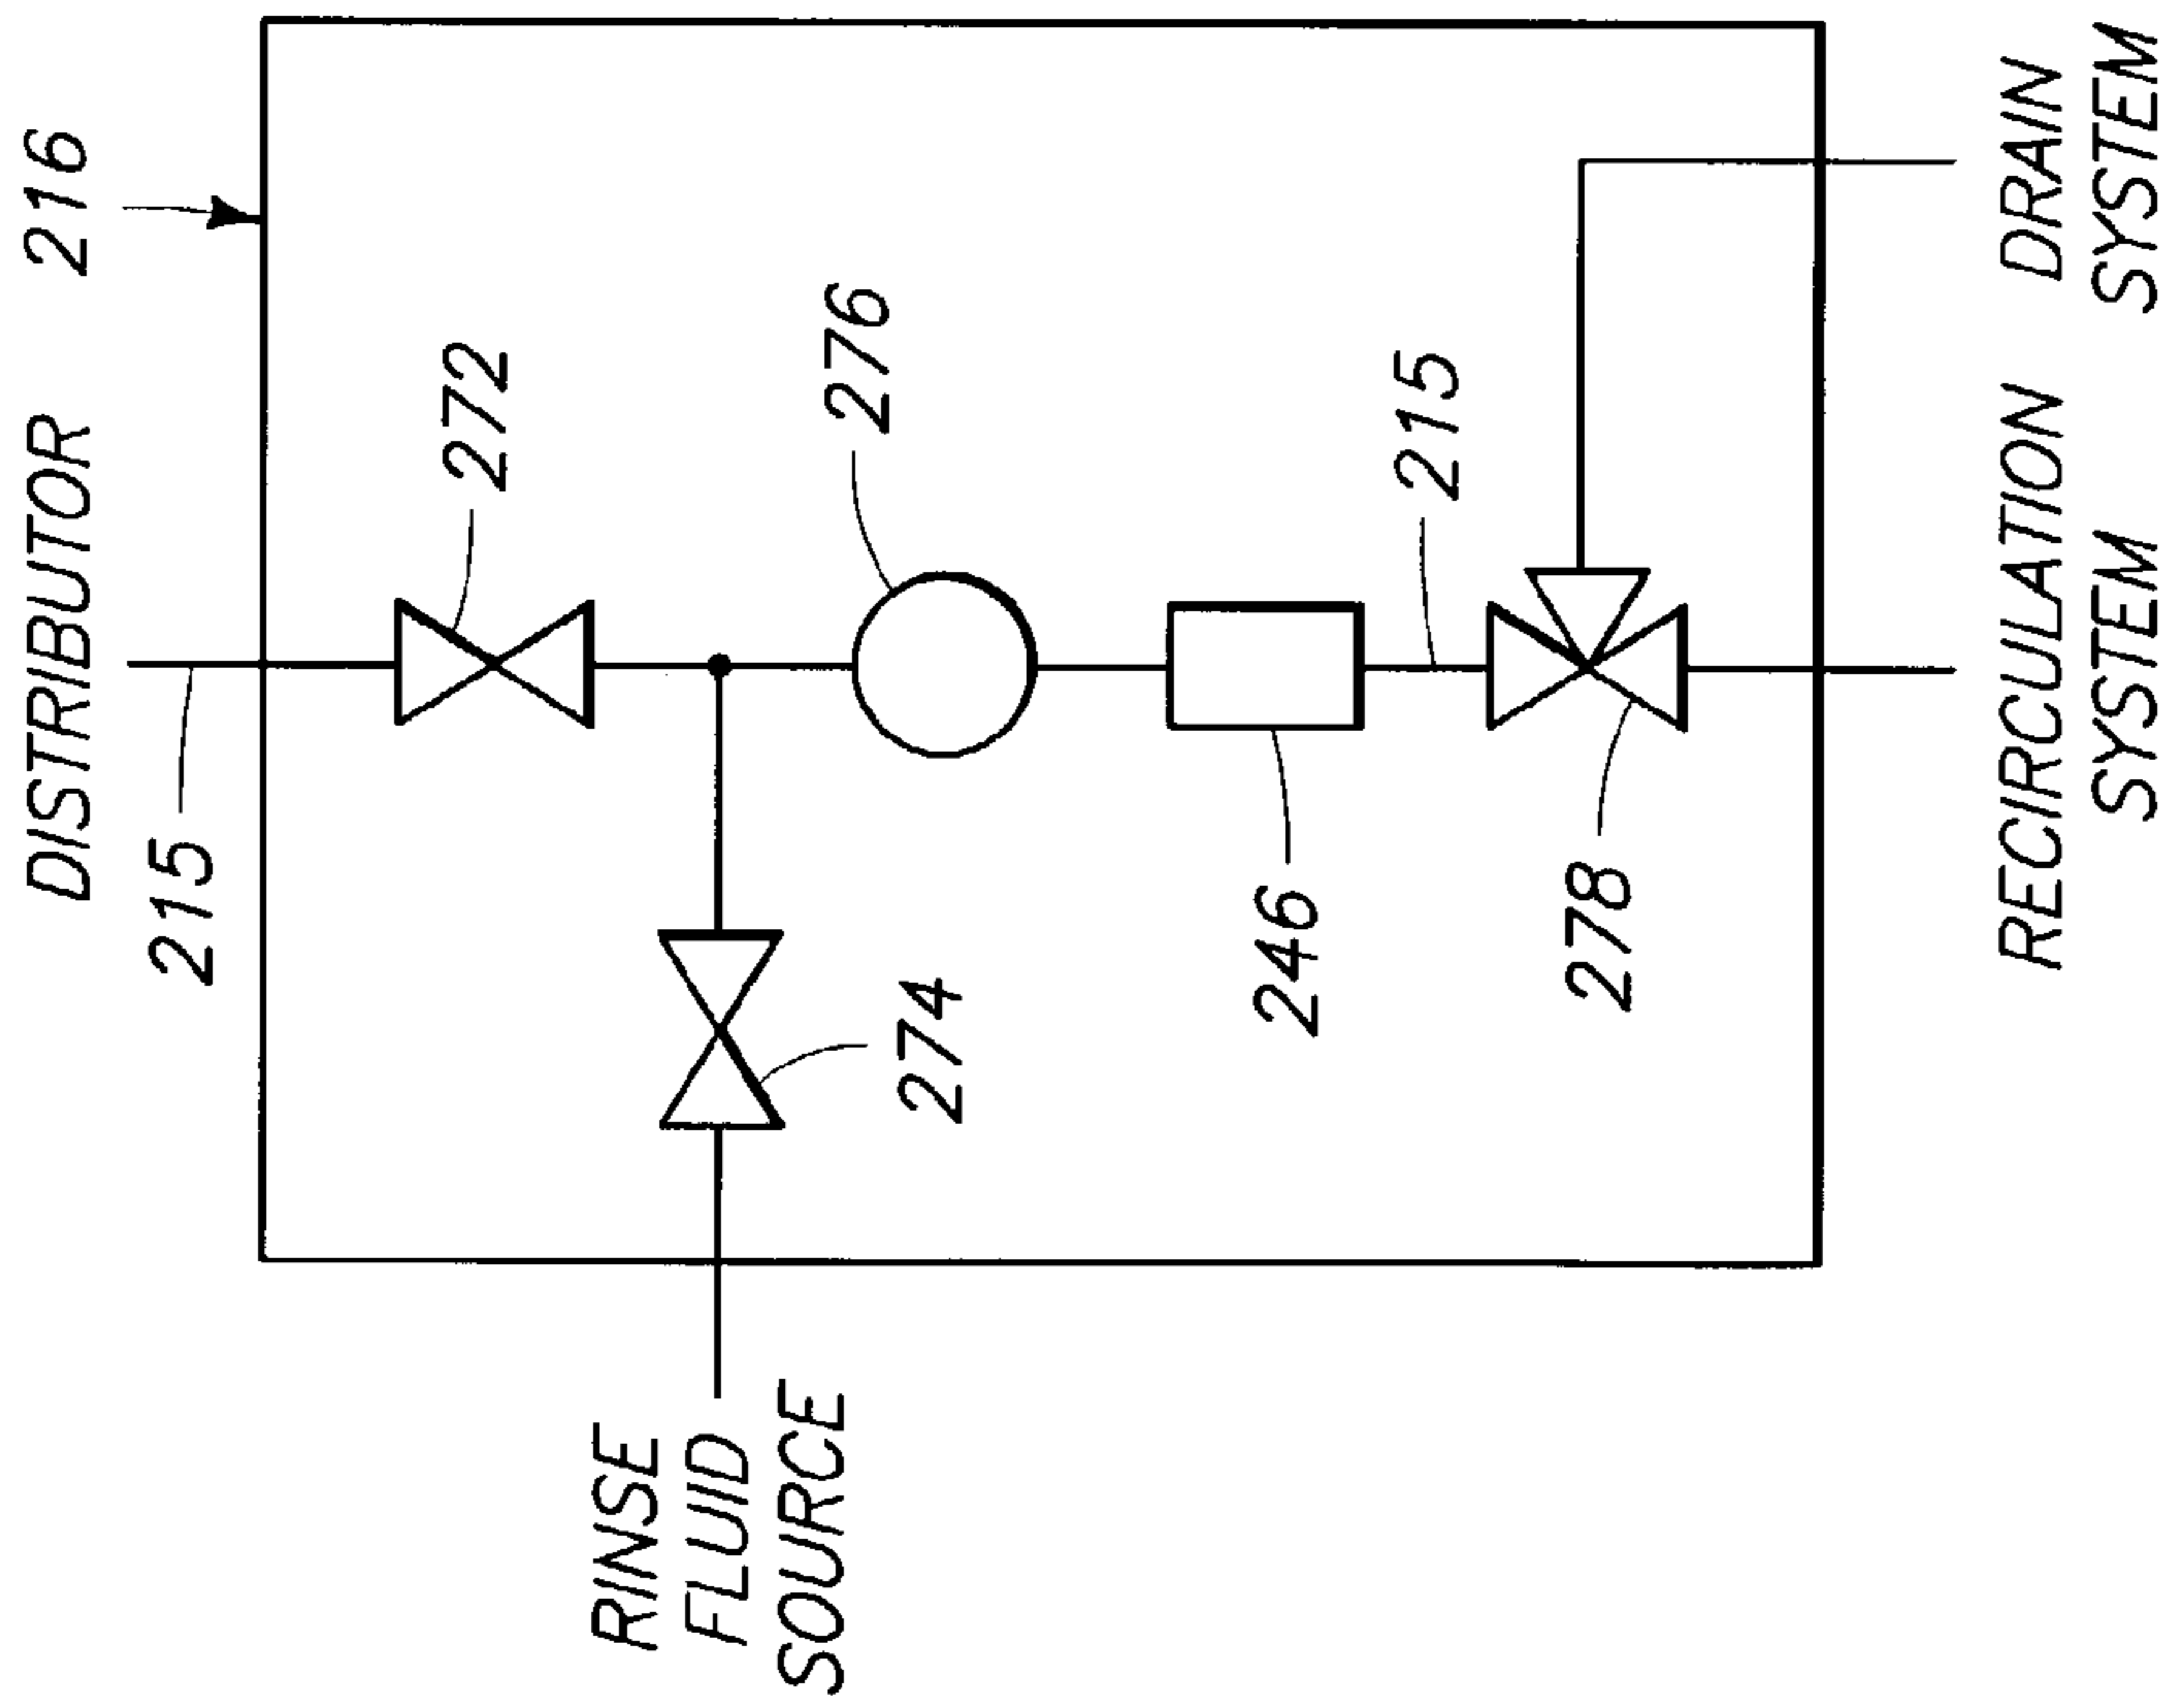 DISTRIBUTOR
216
215
272
276
215
274
246
278
RINSE
FLUID
SOURCE
RECIRCULATION
SYSTEM
DRAIN
SYSTEM